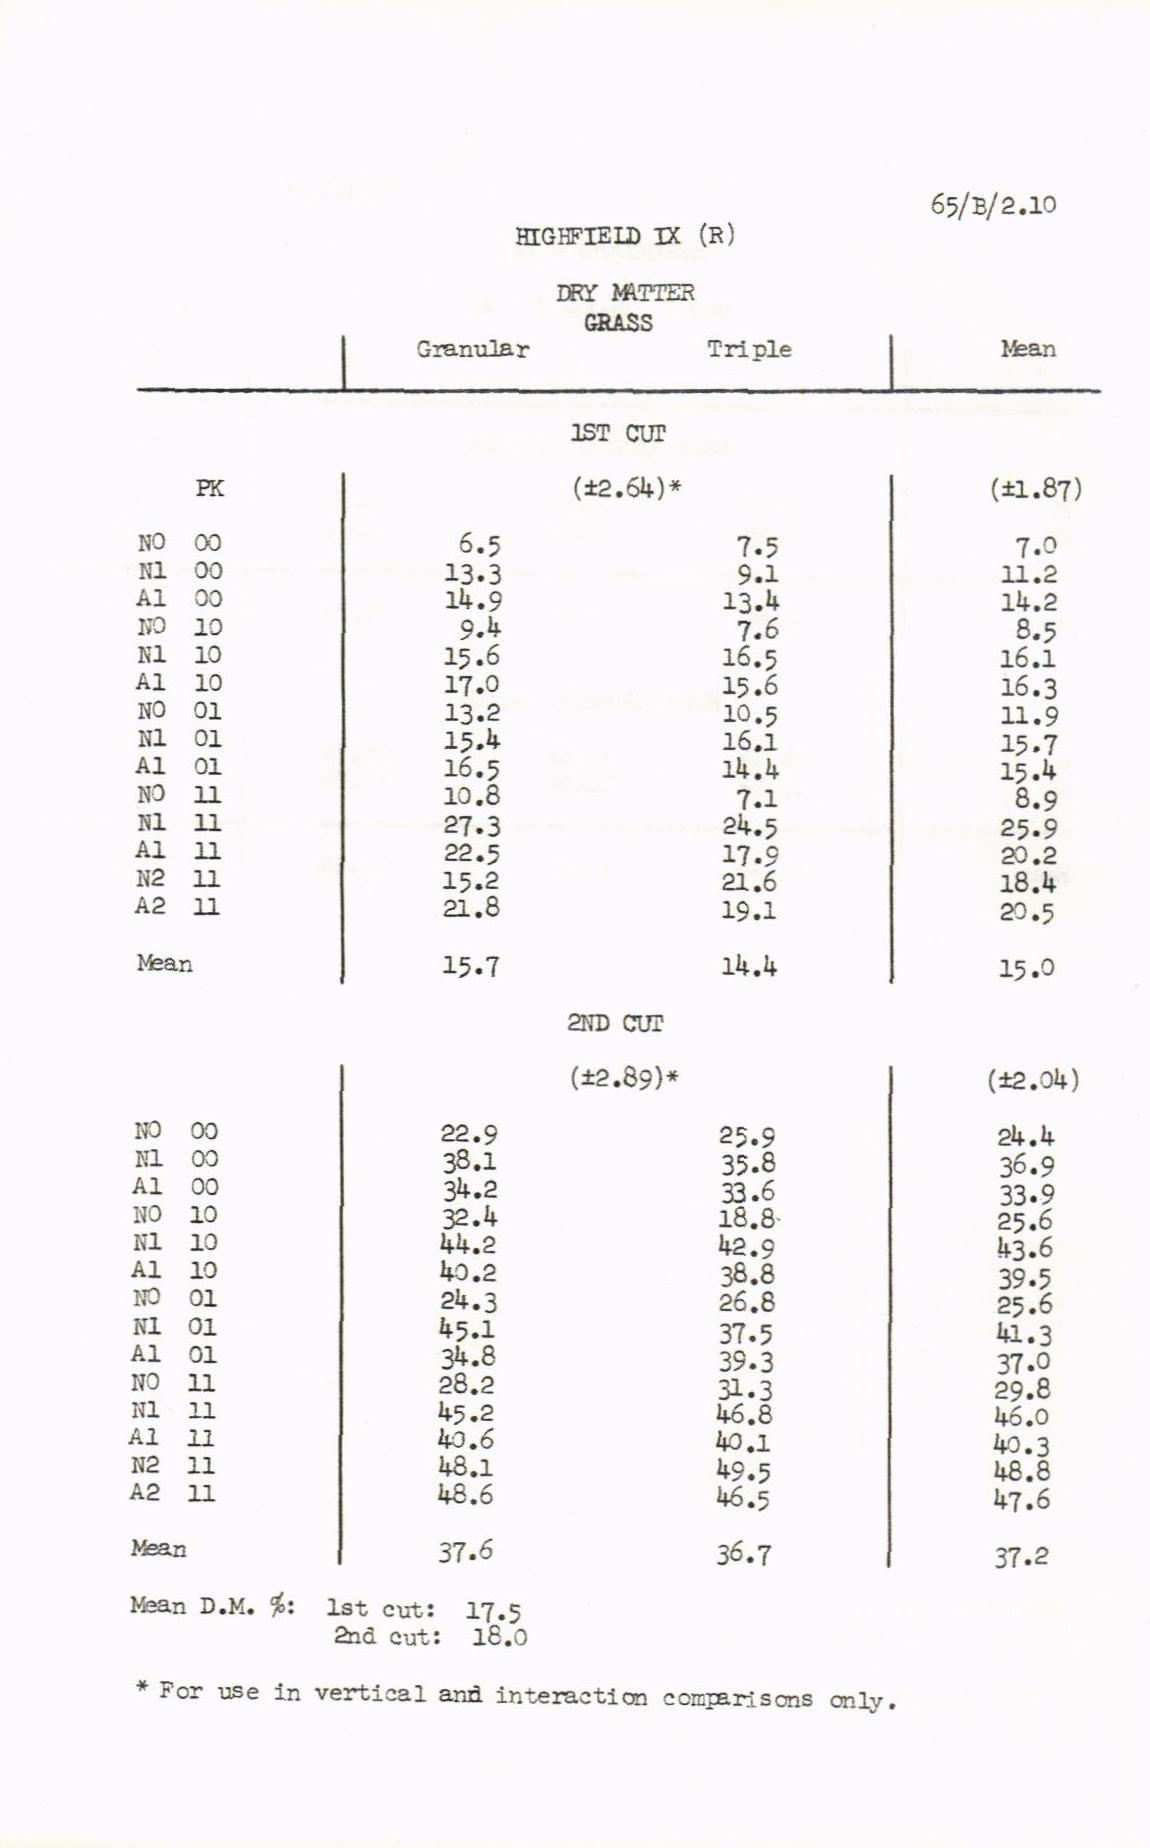 65/B/2.10
HIGHFIELD IX (R)
DRY MATTER
GRASS
Granular Triple Mean
1ST CUT
PK (±2.64)* (±1.87)
N0 00 6.5 7.5 7.0
N1 00 13.3 9.1 11.2
A1 00 14.9 13.4 14.2
N0 10 9.4 7.6 8.5
N1 10 15.6 16.5 16.1
A1 10 17.0 15.6 16.3
N0 01 13.2 10.5 11.9
N1 01 15.4 16.1 15.7
A1 01 16.5 14.4 15.4
N0 11 10.8 7.1 8.9
N1 11 27.3 24.5 25.9
A1 11 22.5 17.9 20.2
N2 11 15.2 21.6 18.4
A2 11 21.8 19.1 20.5
Mean 15.7 14.4 15.0
2ND CUT
(±2.89)* (±2.04)
N0 00 22.9 25.9 24.4
N1 00 38.1 35.8 36.9
A1 00 34.2 33.6 33.9
N0 10 32.4 18.8 25.6
N1 10 44.2 42.9 43.6
A1 10 40.2 38.8 39.5
N0 01 24.3 26.8 25.6
N1 01 45.1 37.5 41.3
A1 01 34.8 39.3 37.0
N0 11 28.2 31.3 29.8
N1 11 45.2 46.8 46.0
A1 11 40.6 40.1 40.3
N2 11 48.1 49.5 48.8
A2 11 48.6 46.5 47.6
Mean 37.6 36.7 37.2
Mean D.M. %: 1st cut: 17.5
2nd cut: 18.0
* For use in vertical and interaction comparisons only.